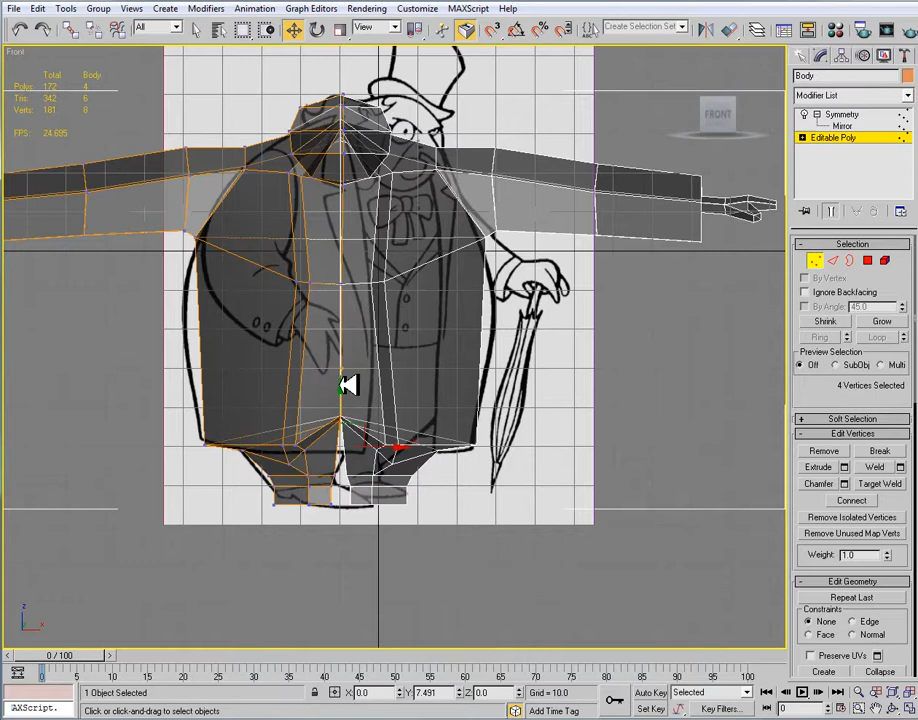 File Edit Tools Group Views Create Modifiers Animation Graph Editors Rendering Customize MAXScript Help
All View Create Selection Set
Front
Total Body
Polys: 172 4
Tris: 342 6
Verts: 181 8
FPS: 24.695
FRONT
Body
Modifier List
Symmetry
Mirror
Editable Poly
Selection
By Vertex
Ignore Backfacing
By Angle: 45.0
Shrink Grow
Ring Loop
Preview Selection
Off SubObj Multi
4 Vertices Selected
Soft Selection
Edit Vertices
Remove Break
Extrude Weld
Chamfer Target Weld
Connect
Remove Isolated Vertices
Remove Unused Map Verts
Weight: 1.0
Edit Geometry
Repeat Last
Constraints
None Edge
Face Normal
Preserve UVs
Create Collapse
z
x
0 / 100
0 5 10 15 20 25 30 35 40 45 50 55 60 65 70 75 80 85 90 95 100
1 Object Selected X: 0.0 Y: 7.491 Z: 0.0 Grid = 10.0 Auto Key Selected
AXScript. Click or click-and-drag to select objects Add Time Tag Set Key Key Filters... 0